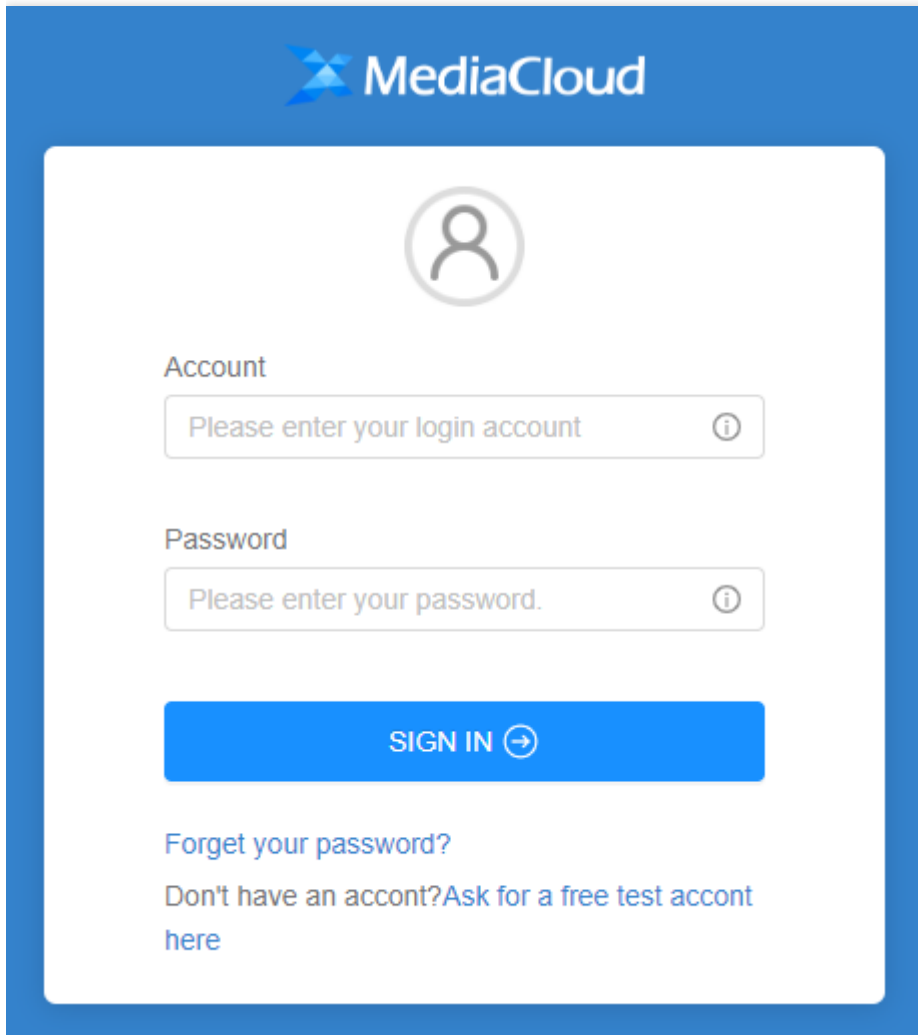 MediaCloud
Account
Please enter your login account
Password
Please enter your password.
SIGN IN
Forget your password?
Don't have an accont?Ask for a free test accont
here